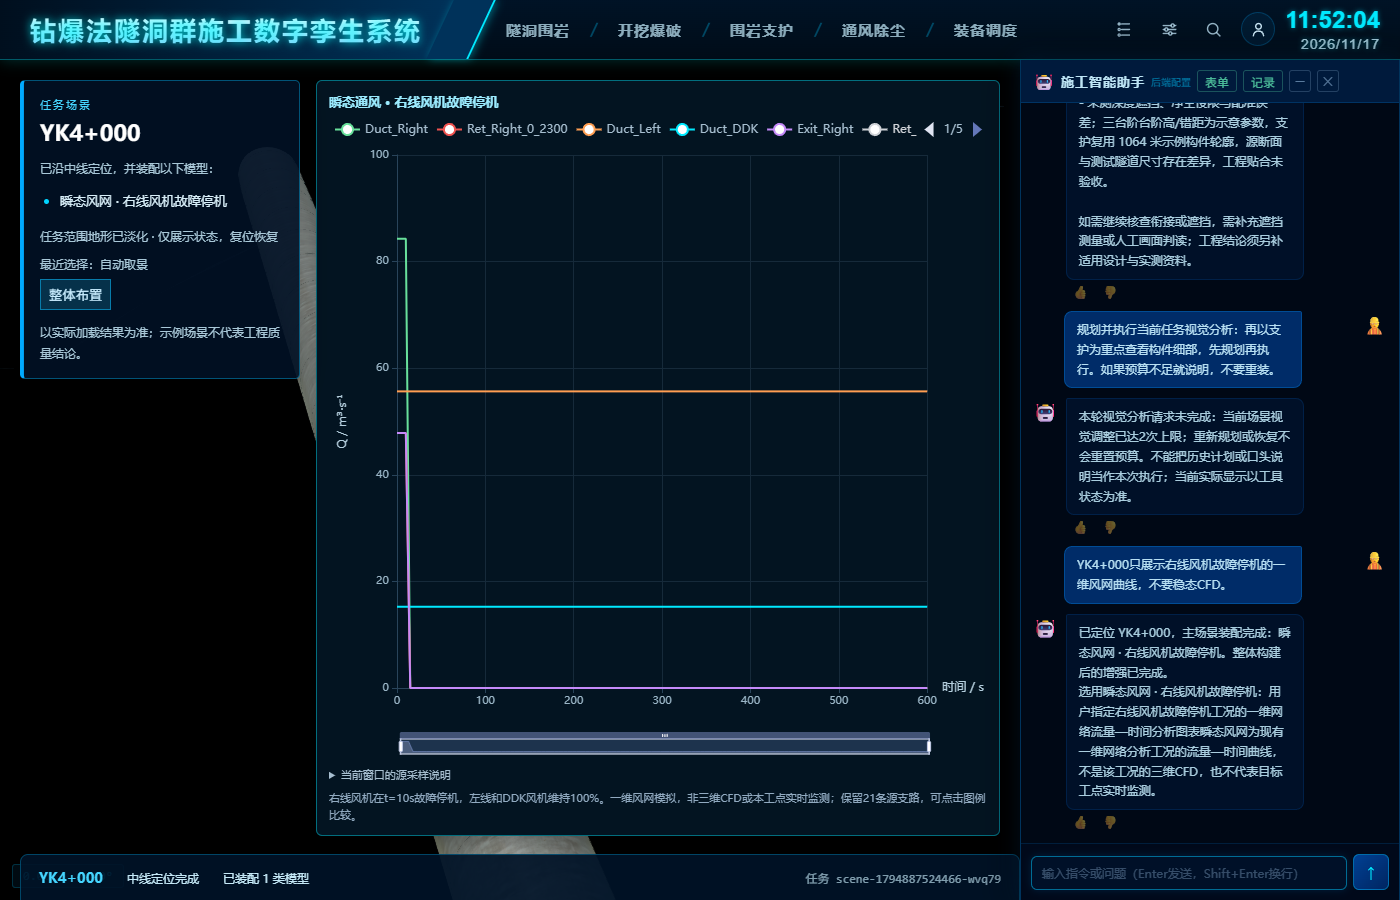 钻爆法隧洞群施工数字孪生系统
隧洞围岩 / 开挖爆破 / 围岩支护 / 通风除尘 / 装备调度
11:52:04
2026/11/17
任务场景
YK4+000
已沿中线定位，并装配以下模型：
瞬态风网 · 右线风机故障停机
任务范围地形已淡化 · 仅展示状态，复位恢复
最近选择：自动取景
整体布置
以实际加载结果为准；示例场景不代表工程质
量结论。
瞬态通风 • 右线风机故障停机
Duct_Right Ret_Right_0_2300 Duct_Left Duct_DDK Exit_Right Ret_ 1/5
100
80
60
40
20
0
Q / m³·s⁻¹
0 100 200 300 400 500 600
时间 / s
当前窗口的源采样说明
右线风机在t=10s故障停机，左线和DDK风机维持100%。一维风网模拟，非三维CFD或本工点实时监测；保留21条源支路，可点击图例
比较。
YK4+000 中线定位完成 已装配 1 类模型
任务 scene-1794887524466-wvq79
施工智能助手 后端配置 表单 记录
差；三台阶台阶高/错距为示意参数，支
护复用 1064 米示例构件轮廓，源断面
与测试隧道尺寸存在差异，工程贴合未
验收。
如需继续核查衔接或遮挡，需补充遮挡
测量或人工画面判读；工程结论须另补
适用设计与实测资料。
规划并执行当前任务视觉分析：再以支
护为重点查看构件细部，先规划再执
行。如果预算不足就说明，不要重装。
本轮视觉分析请求未完成：当前场景视
觉调整已达2次上限；重新规划或恢复不
会重置预算。不能把历史计划或口头说
明当作本次执行；当前实际显示以工具
状态为准。
YK4+000只展示右线风机故障停机的一
维风网曲线，不要稳态CFD。
已定位 YK4+000，主场景装配完成：瞬
态风网 · 右线风机故障停机。整体构建
后的增强已完成。
选用瞬态风网 · 右线风机故障停机：用
户指定右线风机故障停机工况的一维网
络流量—时间分析图表瞬态风网为现有
一维网络分析工况的流量—时间曲线，
不是该工况的三维CFD，也不代表目标
工点实时监测。
输入指令或问题（Enter发送，Shift+Enter换行）